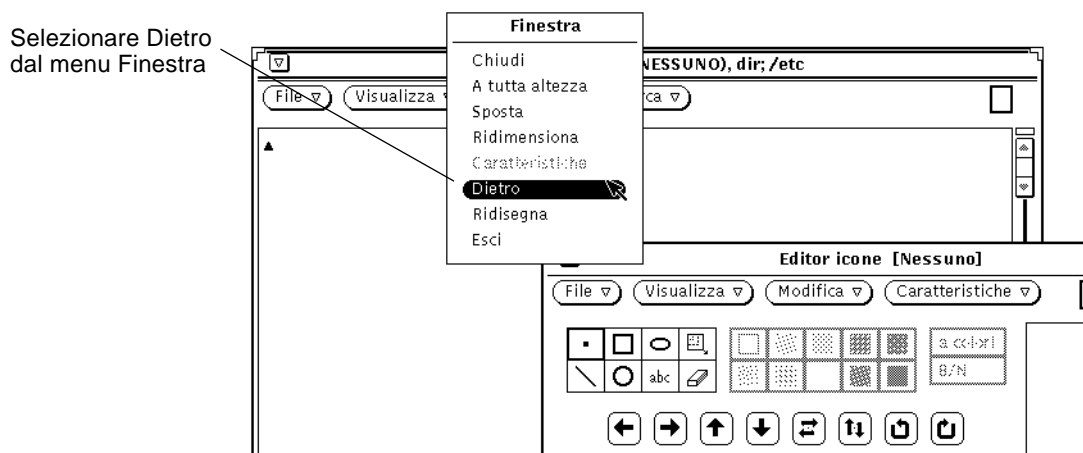 Selezionare Dietro
dal menu Finestra
Finestra
Chiudi
A tutta altezza
Sposta
Ridimensiona
Caratteristiche
Dietro
Ridisegna
Esci
NESSUNO), dir; /etc
File
Visualizza
rca
Editor icone [Nessuno]
File
Visualizza
Modifica
Caratteristiche
abc
a colori
B/N